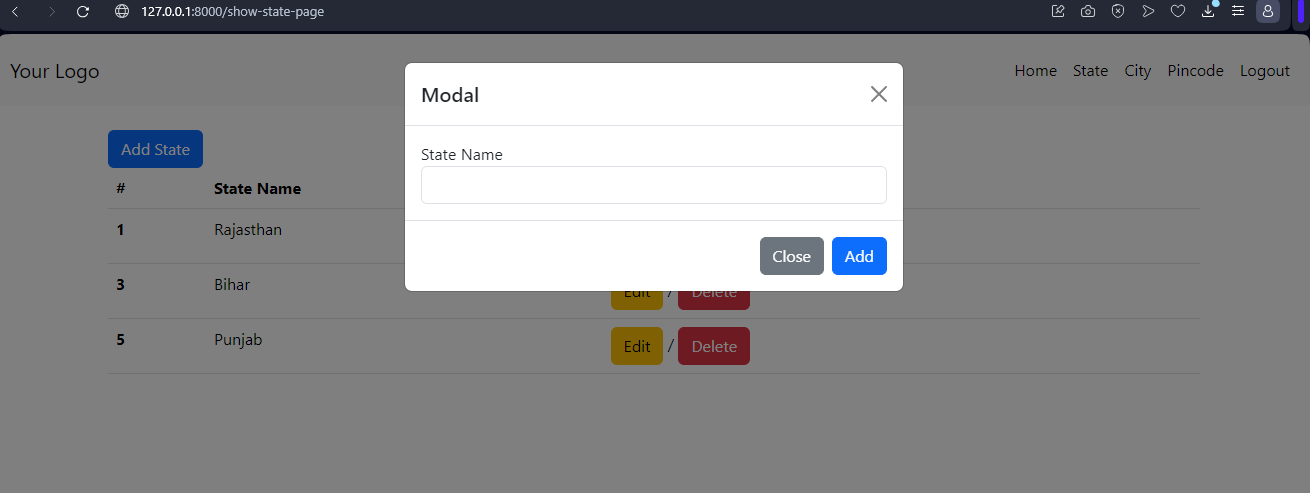 127.0.0.1:8000/show-state-page
Your Logo
Home State City Pincode Logout
Modal
Add State
State Name
# State Name
1 Rajasthan
Close Add
3 Bihar Edit / Delete
5 Punjab Edit / Delete